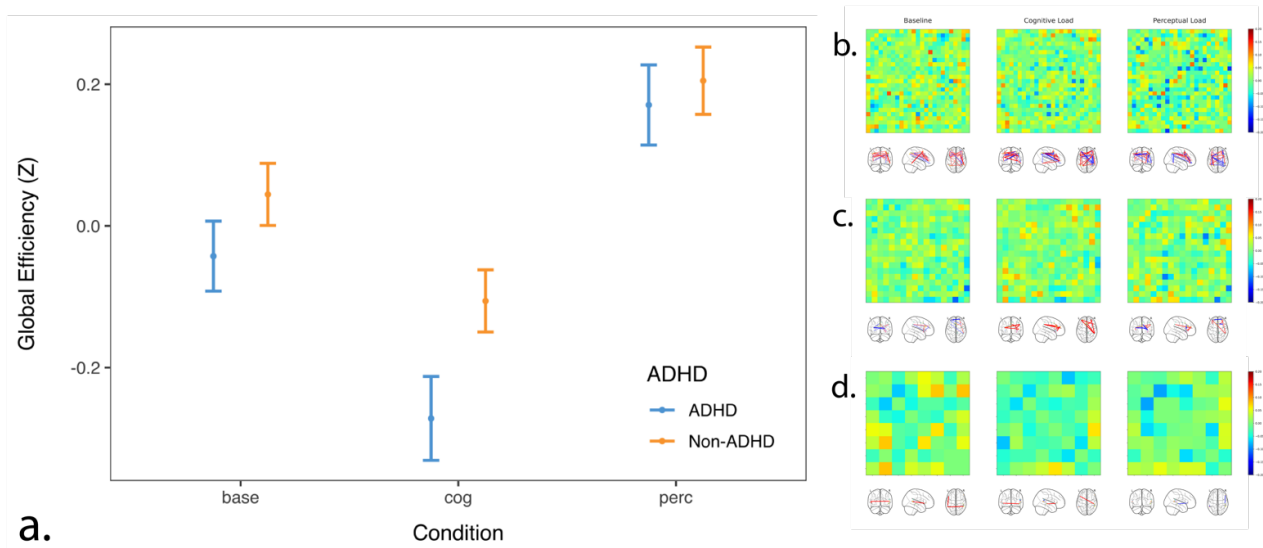 0.2
0.0
-0.2
Global Efficiency (Z)
base
cog
perc
Condition
ADHD
ADHD
Non-ADHD
a.
Baseline
Cognitive Load
Perceptual Load
b.
c.
d.